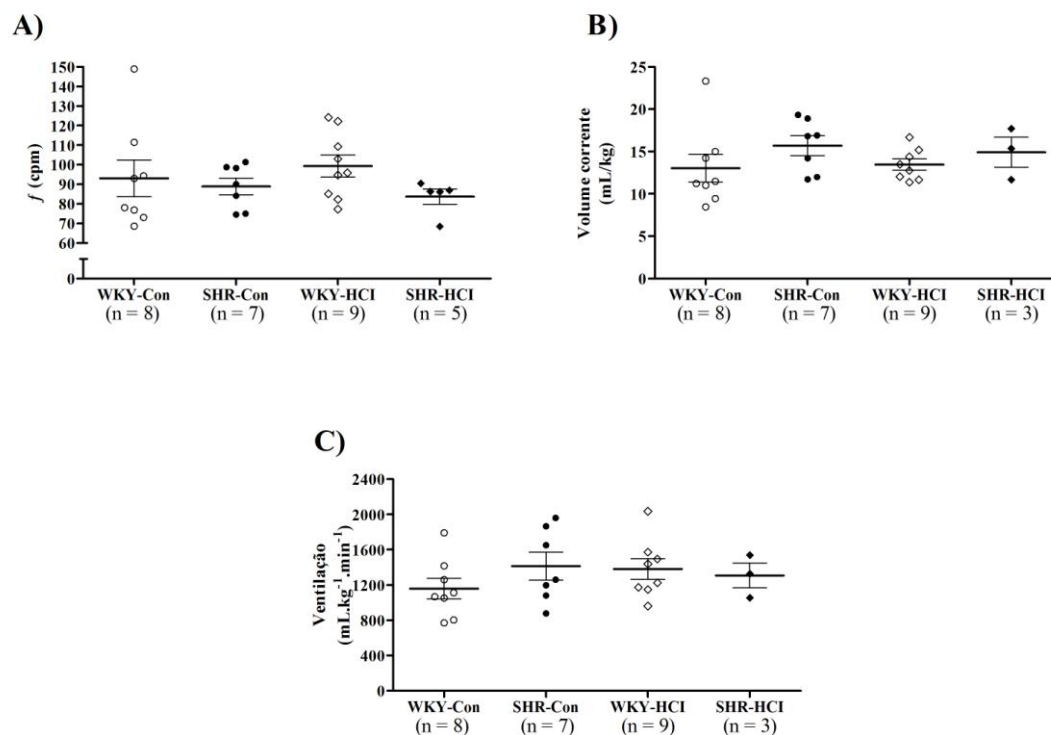 A)
f (cpm)
150
140
130
120
110
100
90
80
70
60
0
WKY-Con
(n = 8)
SHR-Con
(n = 7)
WKY-HCI
(n = 9)
SHR-HCI
(n = 5)
B)
Volume corrente
(mL/kg)
25
20
15
10
5
0
WKY-Con
(n = 8)
SHR-Con
(n = 7)
WKY-HCI
(n = 9)
SHR-HCI
(n = 3)
C)
Ventilação
(mL.kg⁻¹.min⁻¹)
2400
2000
1600
1200
800
400
0
WKY-Con
(n = 8)
SHR-Con
(n = 7)
WKY-HCI
(n = 9)
SHR-HCI
(n = 3)